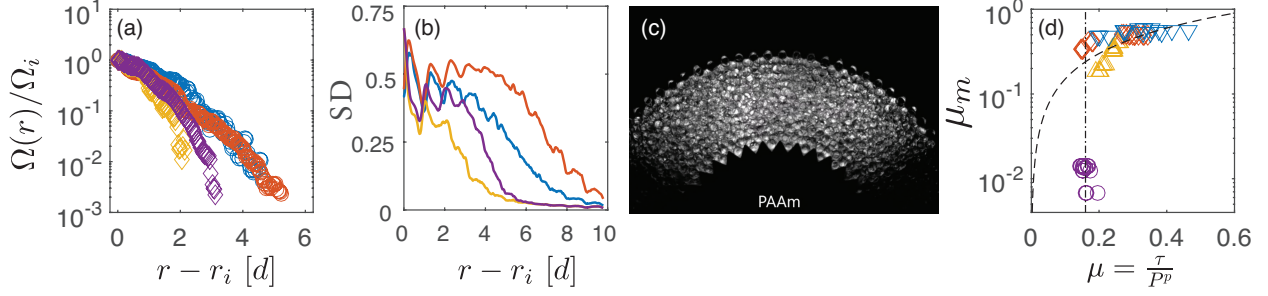 (a)
Ω(r)/Ω_i
10^0
10^-1
10^-2
10^-3
0 2 4 6
r − r_i [d]
(b)
SD
0.75
0.5
0.25
0
0 2 4 6 8 10
r − r_i [d]
(c)
PAAm
(d)
μ_m
10^0
10^-1
10^-2
0 0.2 0.4 0.6
μ = τ/P^p